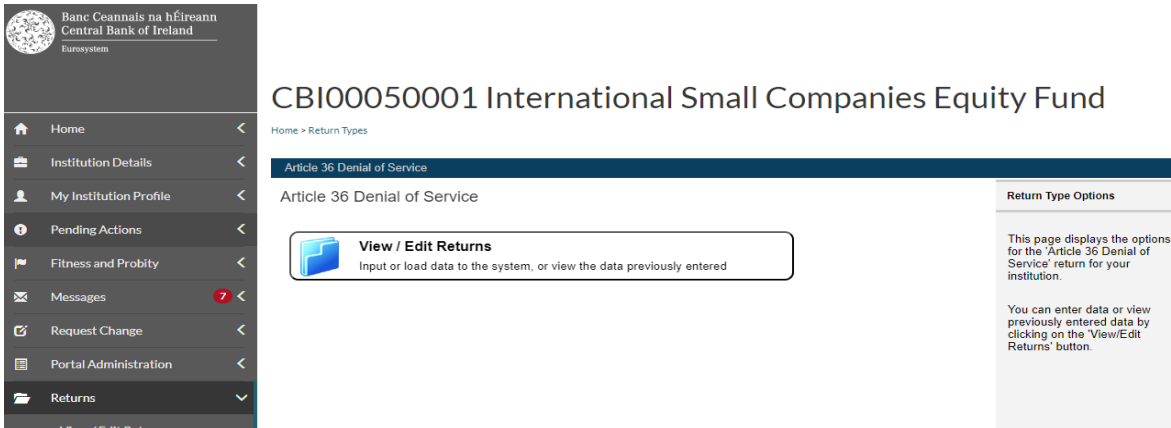 Banc Ceannais na hÉireann
Central Bank of Ireland
Eurosystem
CBI00050001 International Small Companies Equity Fund
Home > Return Types
Home
Institution Details
My Institution Profile
Pending Actions
Fitness and Probity
Messages 7
Request Change
Portal Administration
Returns
Article 36 Denial of Service
Article 36 Denial of Service
View / Edit Returns
Input or load data to the system, or view the data previously entered
Return Type Options
This page displays the options
for the 'Article 36 Denial of
Service' return for your
institution.
You can enter data or view
previously entered data by
clicking on the 'View/Edit
Returns' button.